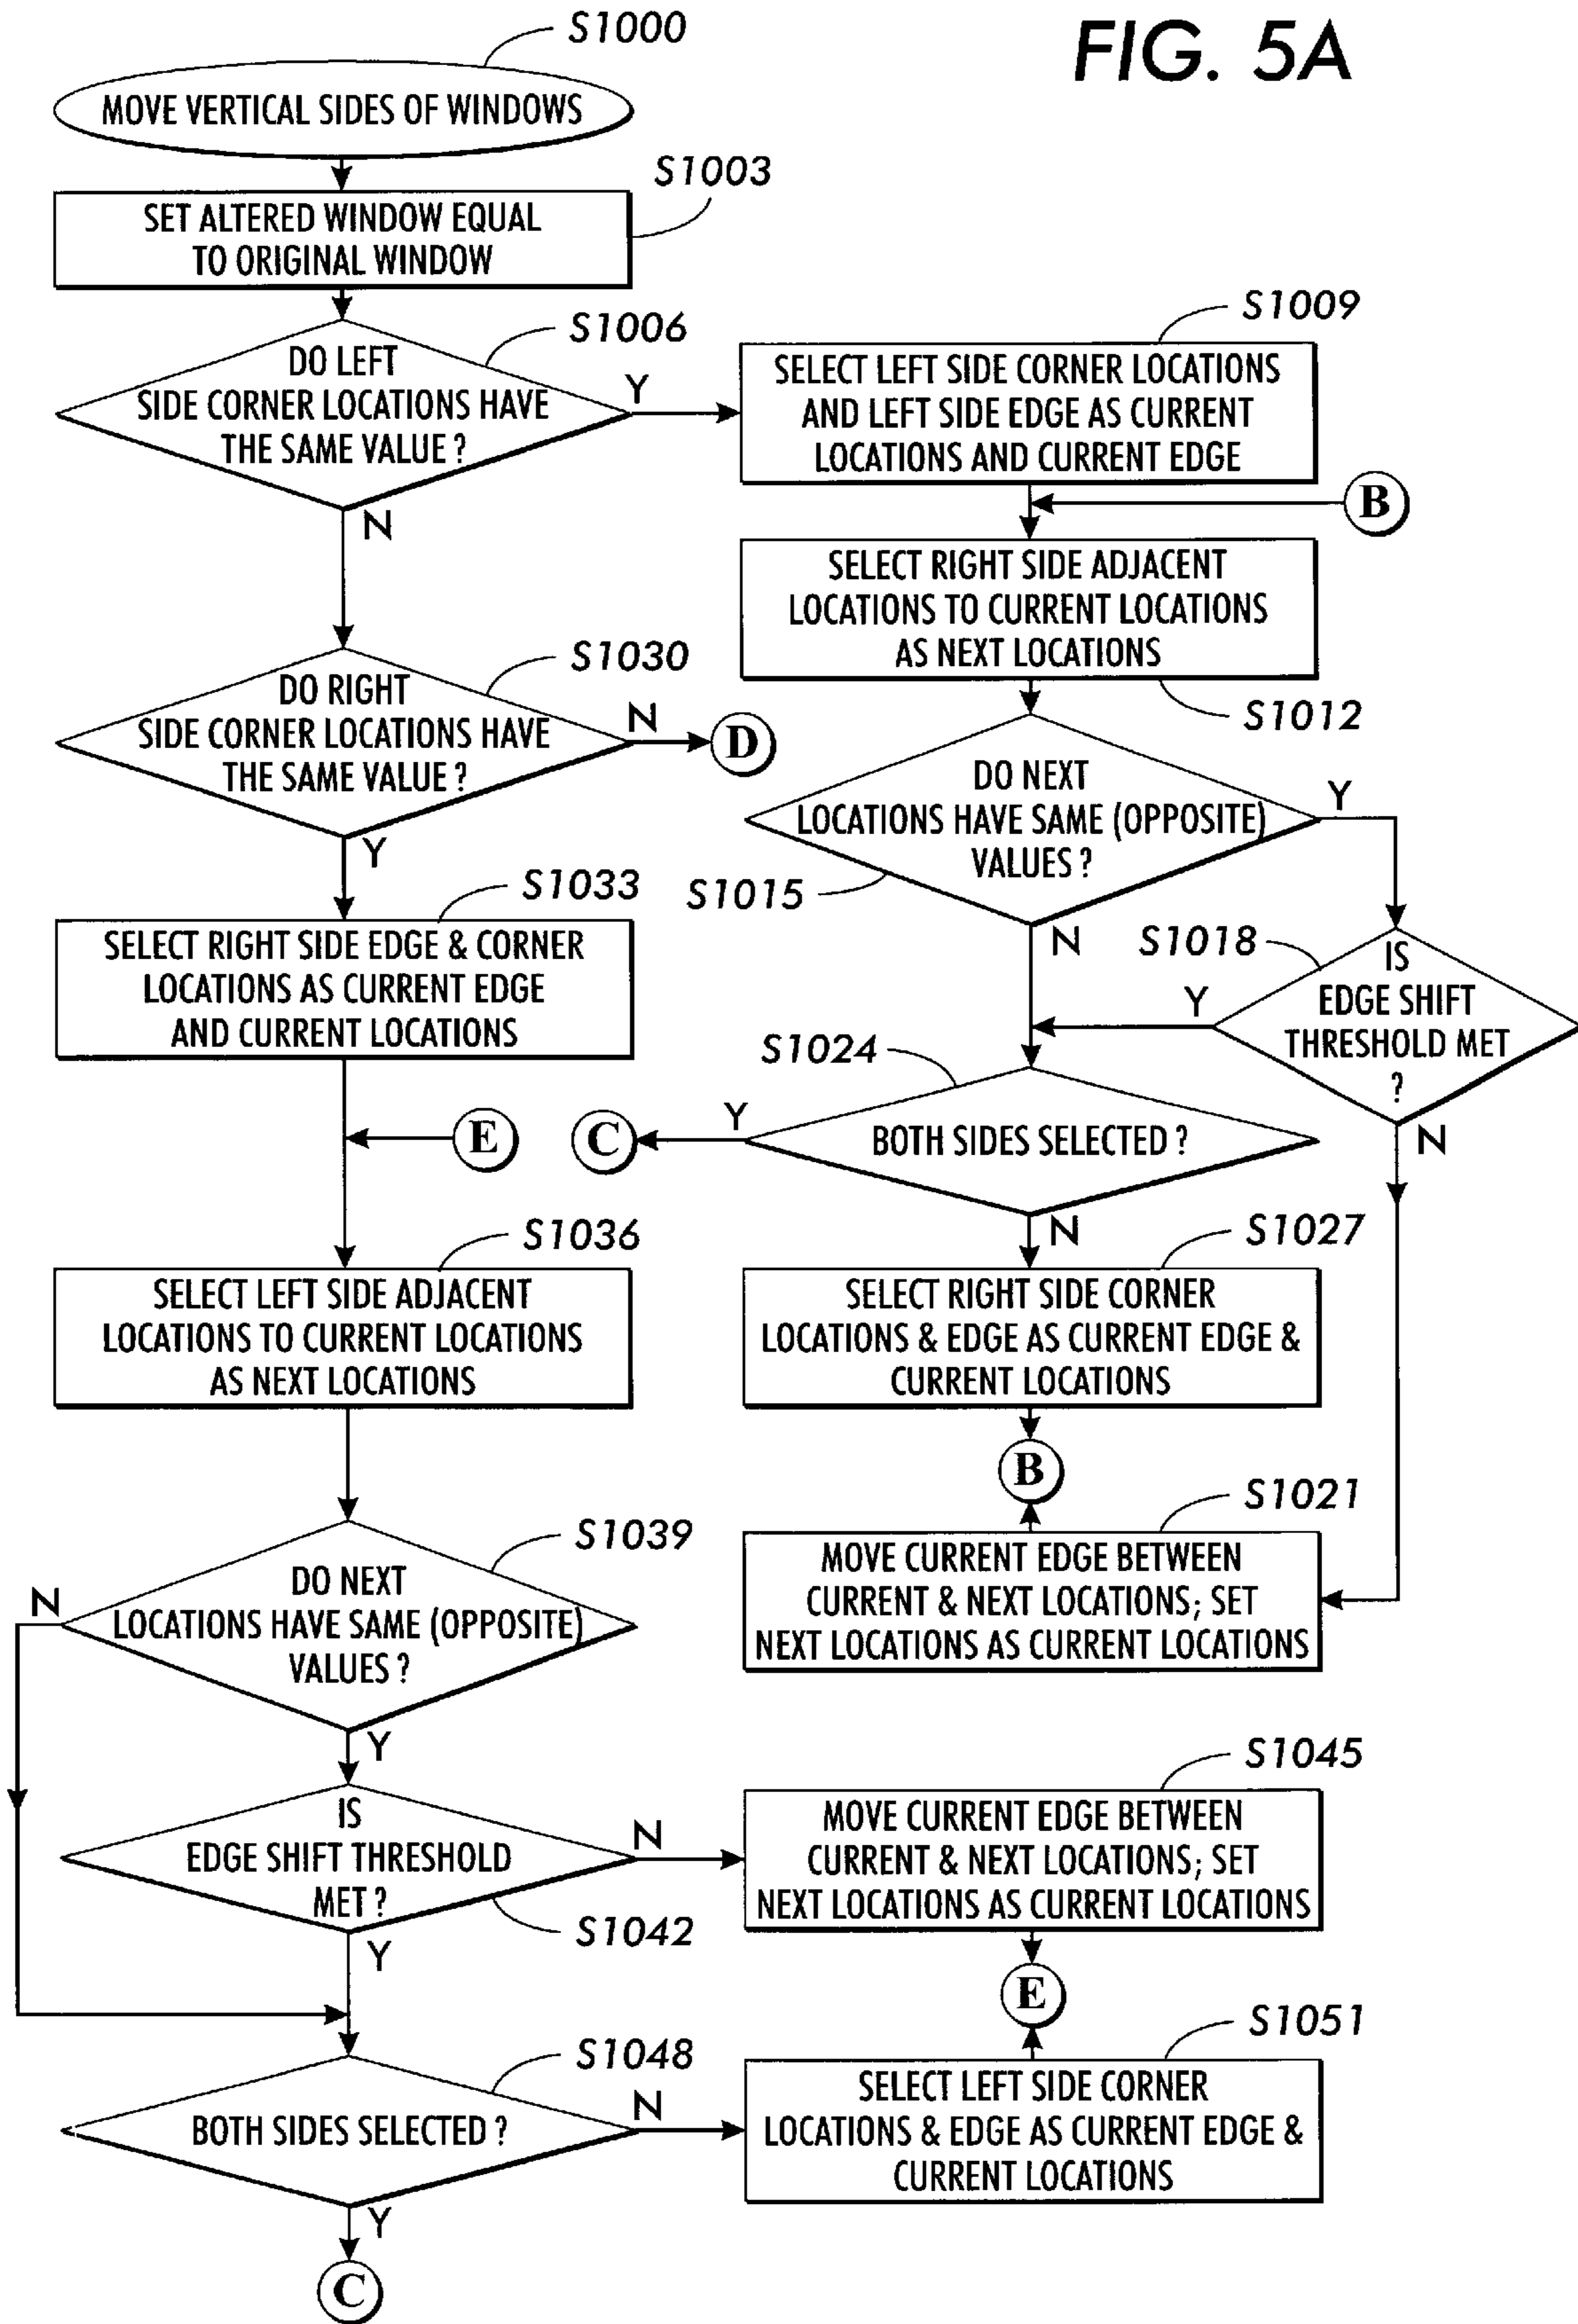 FIG. 5A
S1000
MOVE VERTICAL SIDES OF WINDOWS
S1003
SET ALTERED WINDOW EQUAL
TO ORIGINAL WINDOW
S1006
DO LEFT
SIDE CORNER LOCATIONS HAVE
THE SAME VALUE ?
Y
N
S1009
SELECT LEFT SIDE CORNER LOCATIONS
AND LEFT SIDE EDGE AS CURRENT
LOCATIONS AND CURRENT EDGE
B
SELECT RIGHT SIDE ADJACENT
LOCATIONS TO CURRENT LOCATIONS
AS NEXT LOCATIONS
S1012
S1030
DO RIGHT
SIDE CORNER LOCATIONS HAVE
THE SAME VALUE ?
N
D
Y
DO NEXT
LOCATIONS HAVE SAME (OPPOSITE)
VALUES ?
Y
S1015
N
S1033
SELECT RIGHT SIDE EDGE & CORNER
LOCATIONS AS CURRENT EDGE
AND CURRENT LOCATIONS
S1018
IS
EDGE SHIFT
THRESHOLD MET
?
Y
N
S1024
BOTH SIDES SELECTED ?
Y
C
E
N
S1027
SELECT RIGHT SIDE CORNER
LOCATIONS & EDGE AS CURRENT EDGE &
CURRENT LOCATIONS
B
S1021
MOVE CURRENT EDGE BETWEEN
CURRENT & NEXT LOCATIONS; SET
NEXT LOCATIONS AS CURRENT LOCATIONS
S1036
SELECT LEFT SIDE ADJACENT
LOCATIONS TO CURRENT LOCATIONS
AS NEXT LOCATIONS
S1039
DO NEXT
LOCATIONS HAVE SAME (OPPOSITE)
VALUES ?
N
Y
IS
EDGE SHIFT THRESHOLD
MET ?
N
S1042
Y
S1045
MOVE CURRENT EDGE BETWEEN
CURRENT & NEXT LOCATIONS; SET
NEXT LOCATIONS AS CURRENT LOCATIONS
E
S1051
SELECT LEFT SIDE CORNER
LOCATIONS & EDGE AS CURRENT EDGE &
CURRENT LOCATIONS
S1048
BOTH SIDES SELECTED ?
N
Y
C